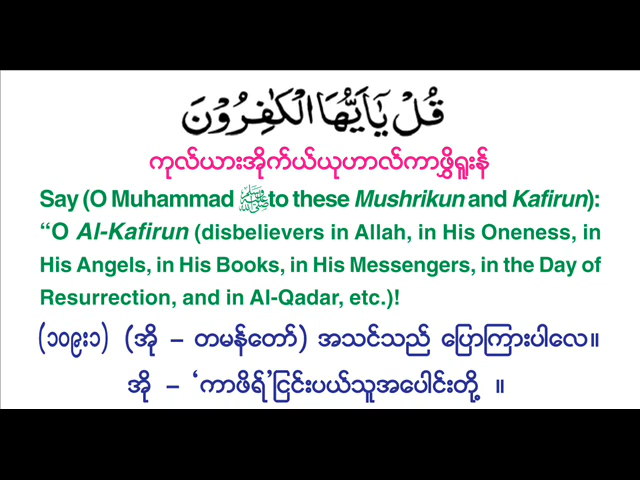 قُلْ يَٰٓأَيُّهَا ٱلْكَٰفِرُونَ
ကုလ်ယားအိုက်ယ်ယုဟာလ်ကာဖွိရူးန်
Say (O Muhammad ﷺ to these Mushrikun and Kafirun):
“O Al-Kafirun (disbelievers in Allah, in His Oneness, in
His Angels, in His Books, in His Messengers, in the Day of
Resurrection, and in Al-Qadar, etc.)!
(၁၀၉း၁) (အို – တမန်တော်) အသင်သည် ပြောကြားပါလေ။
အို – ‘ကာဖိရ်’ငြင်းပယ်သူအပေါင်းတို့ ။